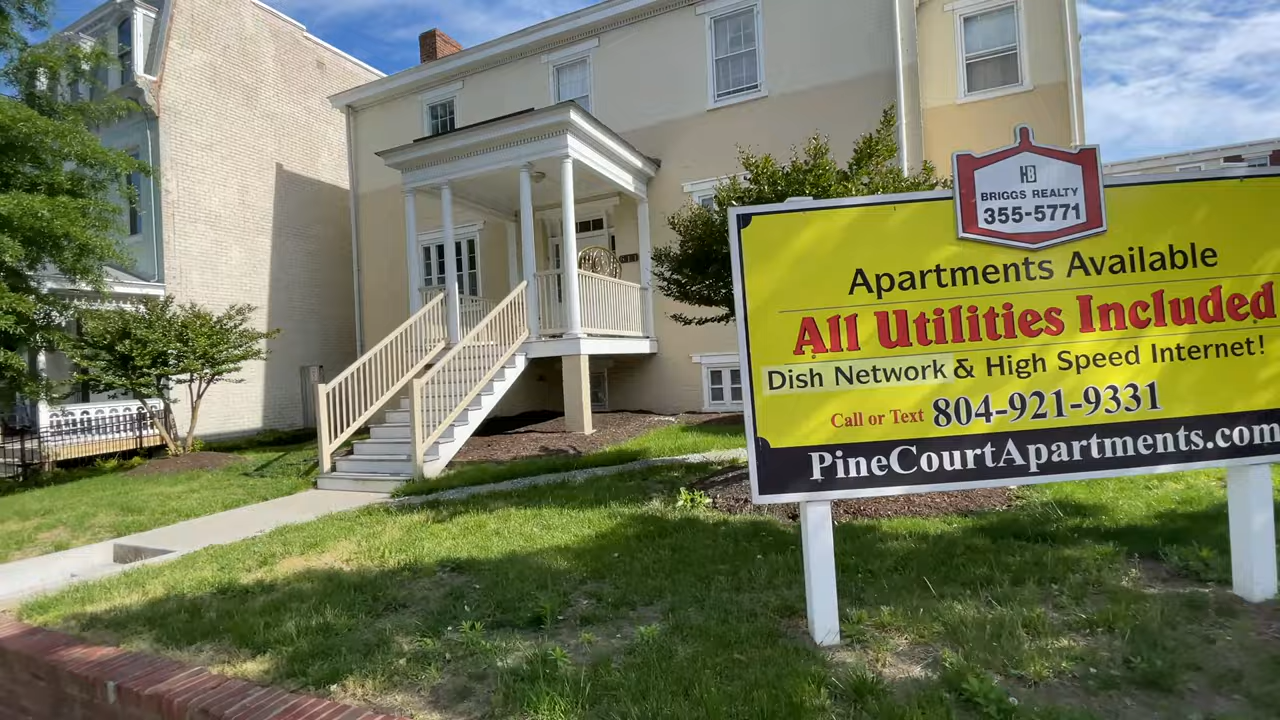 HB
BRIGGS REALTY
355-5771
Apartments Available
All Utilities Included
Dish Network & High Speed Internet!
Call or Text 804-921-9331
PineCourtApartments.com